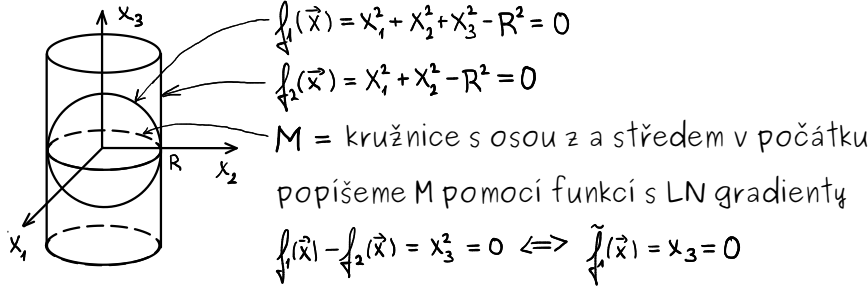 x₃
f₁(x⃗) = x₁² + x₂² + x₃² − R² = 0
f₂(x⃗) = x₁² + x₂² − R² = 0
M = kružnice s osou z a středem v počátku
R
x₂
popíšeme M pomocí funkcí s LN gradienty
x₁
f₁(x⃗) − f₂(x⃗) = x₃² = 0 <=> f̃₁(x⃗) = x₃ = 0